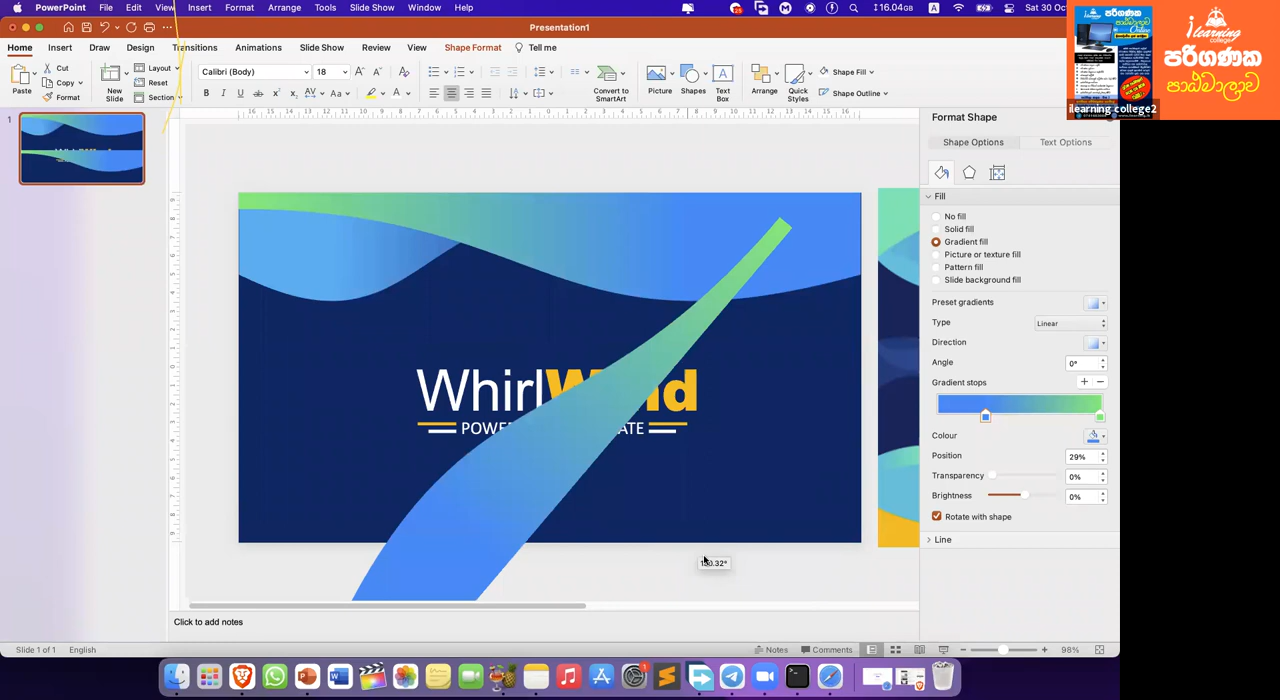 PowerPoint File Edit View Insert Format Arrange Tools Slide Show Window Help 16.04GB A Sat 30 Oc
Presentation1
Home Insert Draw Design Transitions Animations Slide Show Review View Shape Format Tell me
Paste Cut Copy Format New Slide Layout Reset Section Calibri (Body) 18 Convert to SmartArt Picture Shapes Text Box Arrange Quick Styles Shape Fill Shape Outline
ilearning college
පරිගණක
පාඨමාලාව
ilearning college2
Format Shape
Shape Options Text Options
Fill
No fill
Solid fill
Gradient fill
Picture or texture fill
Pattern fill
Slide background fill
Preset gradients
Type Linear
Direction
Angle 0°
Gradient stops
Colour
Position 29%
Transparency 0%
Brightness 0%
Rotate with shape
Line
1
Whirl
POWE
ATE
Click to add notes
Slide 1 of 1 English Notes Comments 98%